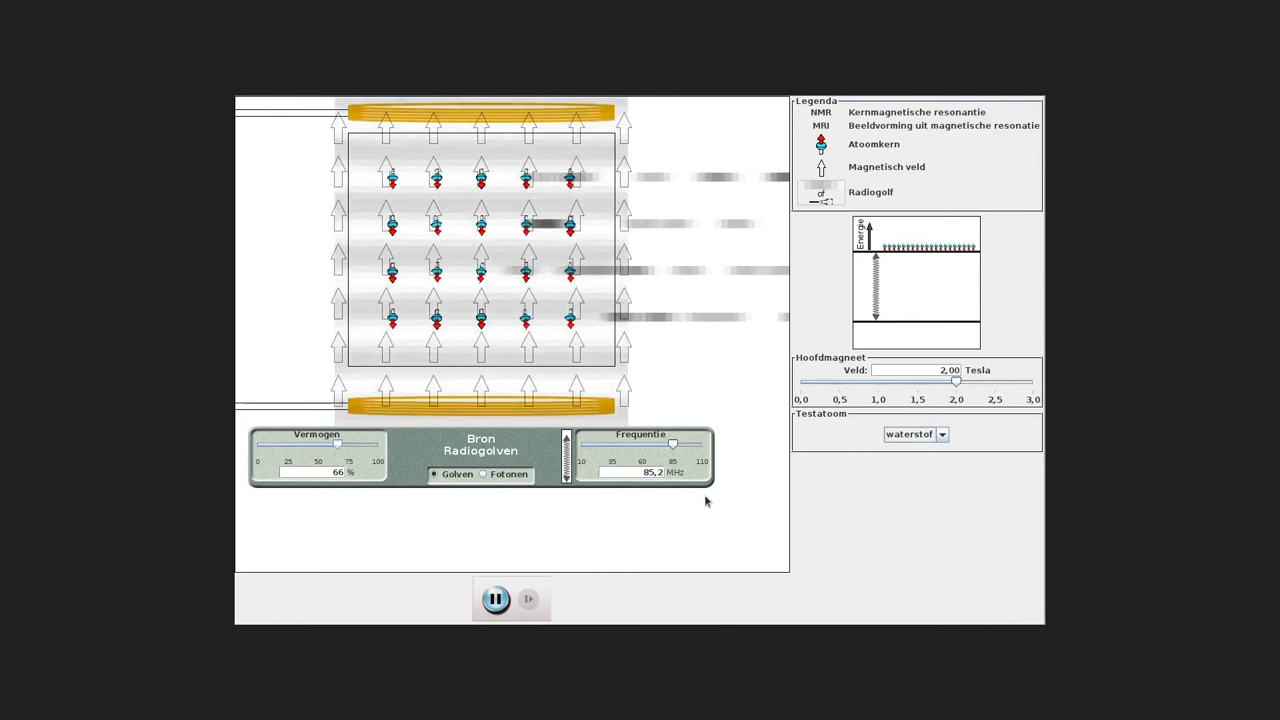 Legenda
NMR Kernmagnetische resonantie
MRI Beeldvorming uit magnetische resonatie
Atoomkern
Magnetisch veld
of Radiogolf
Energie
Hoofdmagneet
Veld: 2,00 Tesla
0,0 0,5 1,0 1,5 2,0 2,5 3,0
Testatoom
waterstof
Vermogen
0 25 50 75 100
66 %
Bron
Radiogolven
Golven Fotonen
Frequentie
10 35 60 85 110
85,2 MHz